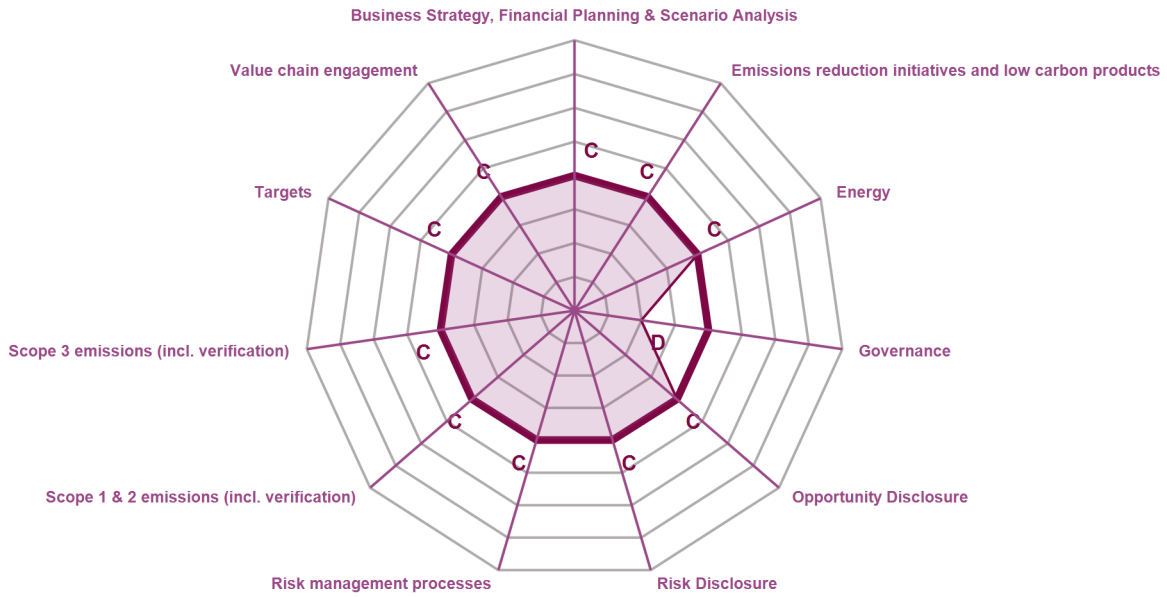 Business Strategy, Financial Planning & Scenario Analysis
Value chain engagement
Emissions reduction initiatives and low carbon products
C
C
C
Targets
Energy
C
C
D
Scope 3 emissions (incl. verification)
C
Governance
C
C
C
C
Scope 1 & 2 emissions (incl. verification)
Opportunity Disclosure
Risk management processes
Risk Disclosure